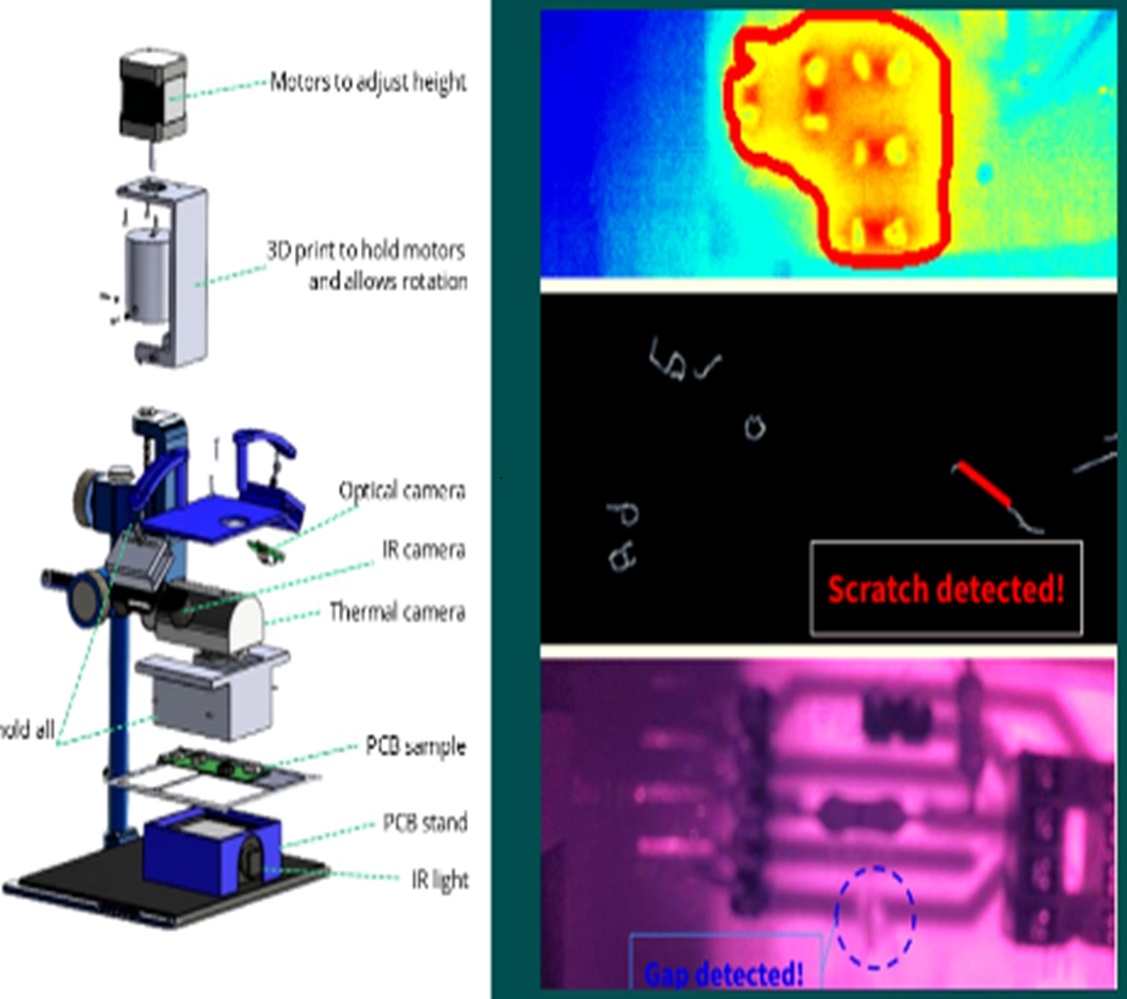 Motors to adjust height
3D print to hold motors
and allows rotation
Optical camera
IR camera
Thermal camera
hold all
PCB sample
PCB stand
IR light
Scratch detected!
Gap detected!